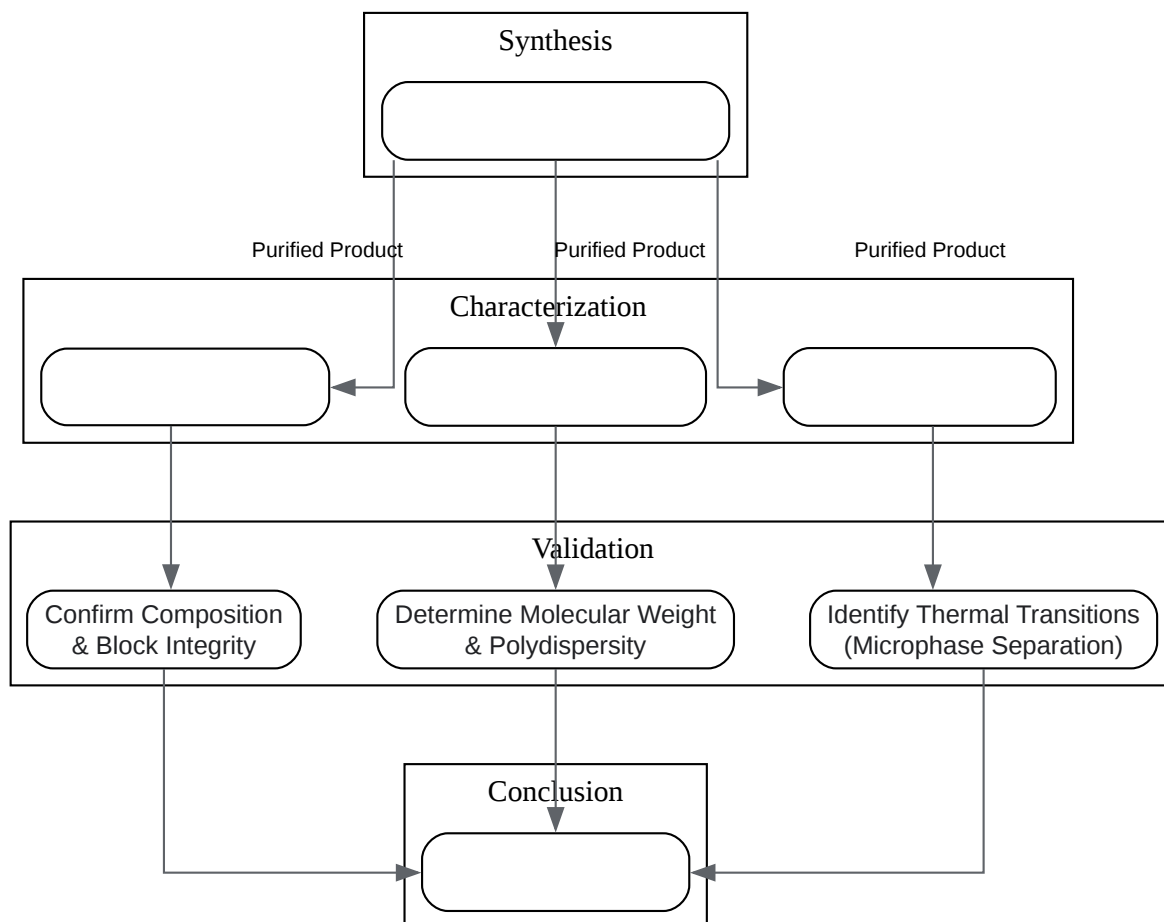 Synthesis
Purified Product
Purified Product
Purified Product
Characterization
Validation
Confirm Composition
& Block Integrity
Determine Molecular Weight
& Polydispersity
Identify Thermal Transitions
(Microphase Separation)
Conclusion